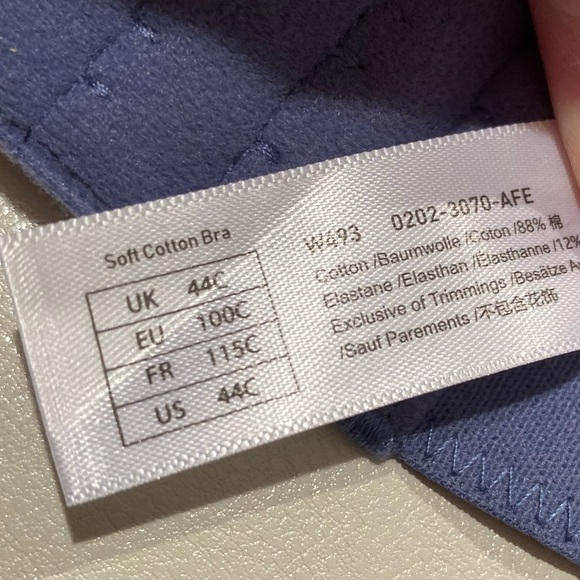 Soft Cotton Bra
UK 44C
EU 100C
FR 115C
US 44C
W493 0202-3070-AFE
Cotton /Baumwolle /Coton /88% 棉
Elastane /Elasthan /Élasthanne /12%
Exclusive of Trimmings /Besätze
/Sauf Parements /不包含花饰